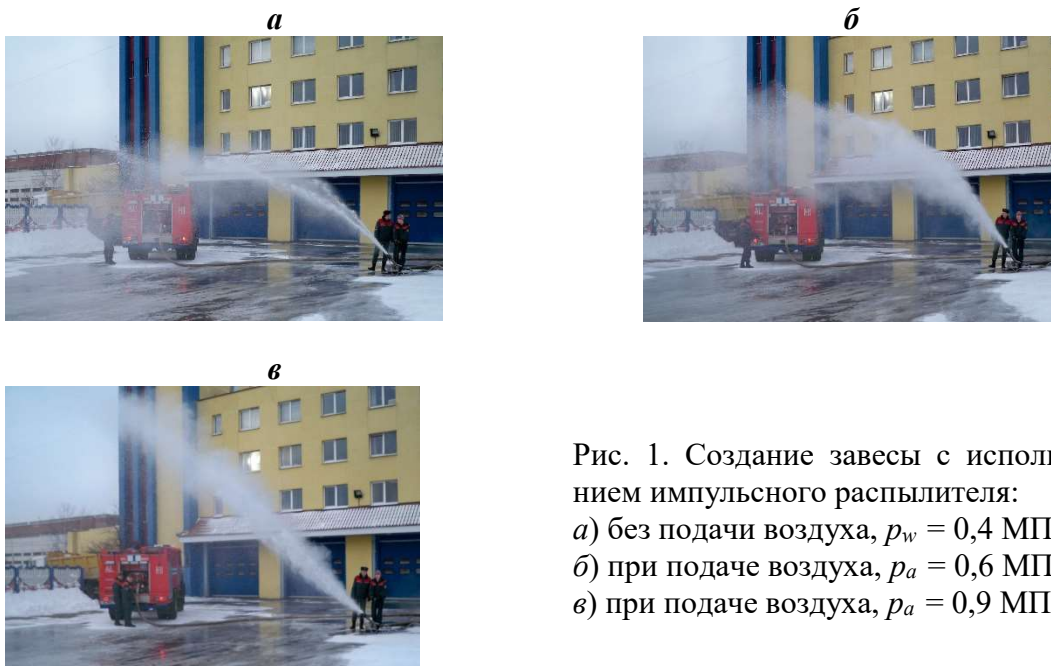 а
б
в
Рис. 1. Создание завесы с исполь
нием импульсного распылителя:
а) без подачи воздуха, pw = 0,4 МП
б) при подаче воздуха, pa = 0,6 МП
в) при подаче воздуха, pa = 0,9 МП